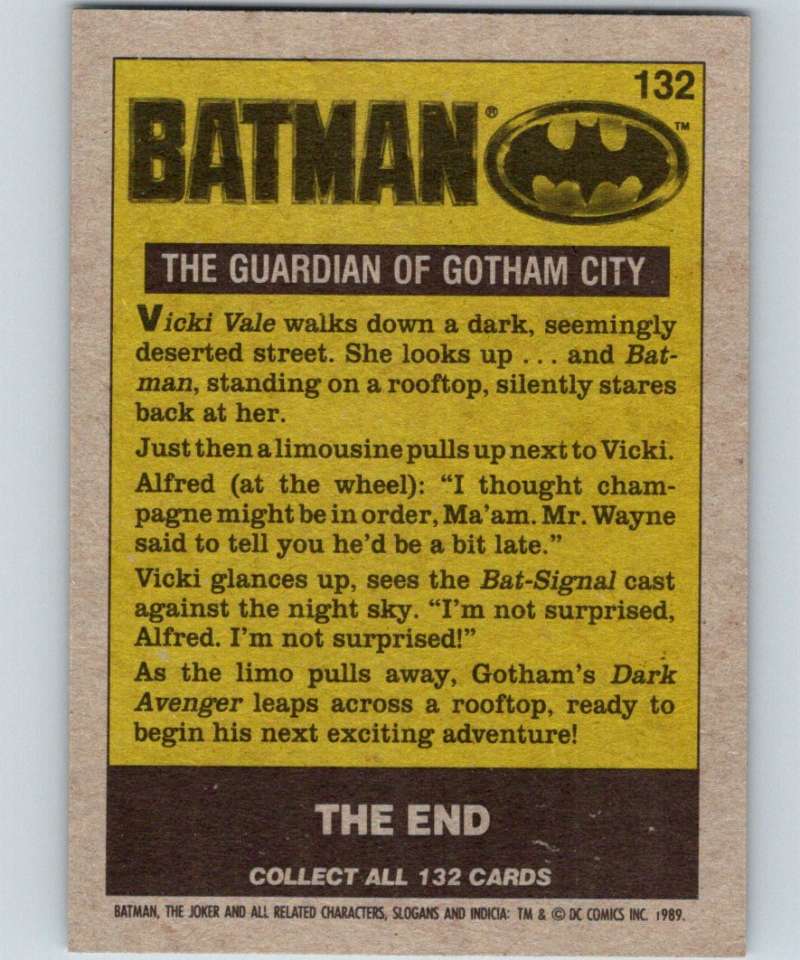 132
BATMAN® ™
THE GUARDIAN OF GOTHAM CITY
Vicki Vale walks down a dark, seemingly
deserted street. She looks up . . . and Bat-
man, standing on a rooftop, silently stares
back at her.
Just then a limousine pulls up next to Vicki.
Alfred (at the wheel): “I thought cham-
pagne might be in order, Ma’am. Mr. Wayne
said to tell you he’d be a bit late.”
Vicki glances up, sees the Bat-Signal cast
against the night sky. “I’m not surprised,
Alfred. I’m not surprised!”
As the limo pulls away, Gotham’s Dark
Avenger leaps across a rooftop, ready to
begin his next exciting adventure!
THE END
COLLECT ALL 132 CARDS
BATMAN, THE JOKER AND ALL RELATED CHARACTERS, SLOGANS AND INDICIA: TM & © DC COMICS INC. 1989.